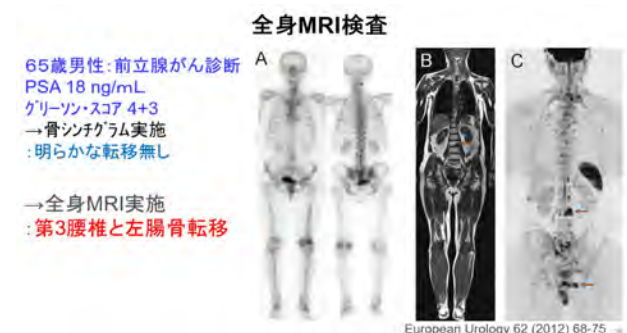 全身MRI検査
65歳男性:前立腺がん診断
PSA 18 ng/mL
グリーソン・スコア 4+3
→骨シンチグラム実施
:明らかな転移無し
→全身MRI実施
:第3腰椎と左腸骨転移
A
B
C
European Urology 62 (2012) 68-75